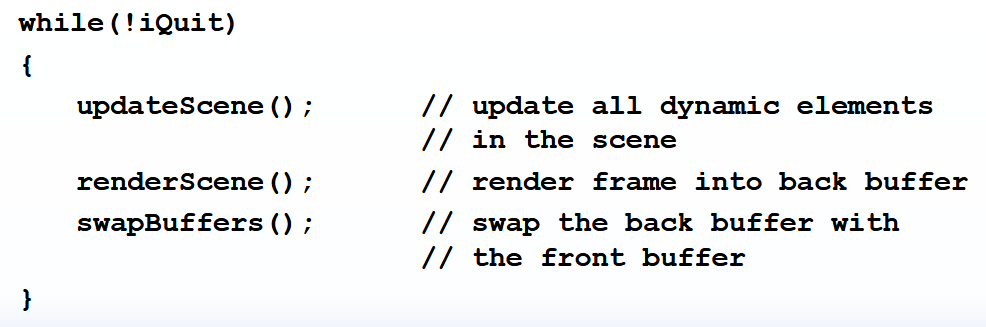 while(!iQuit)
{
updateScene(); // update all dynamic elements
// in the scene
renderScene(); // render frame into back buffer
swapBuffers(); // swap the back buffer with
// the front buffer
}